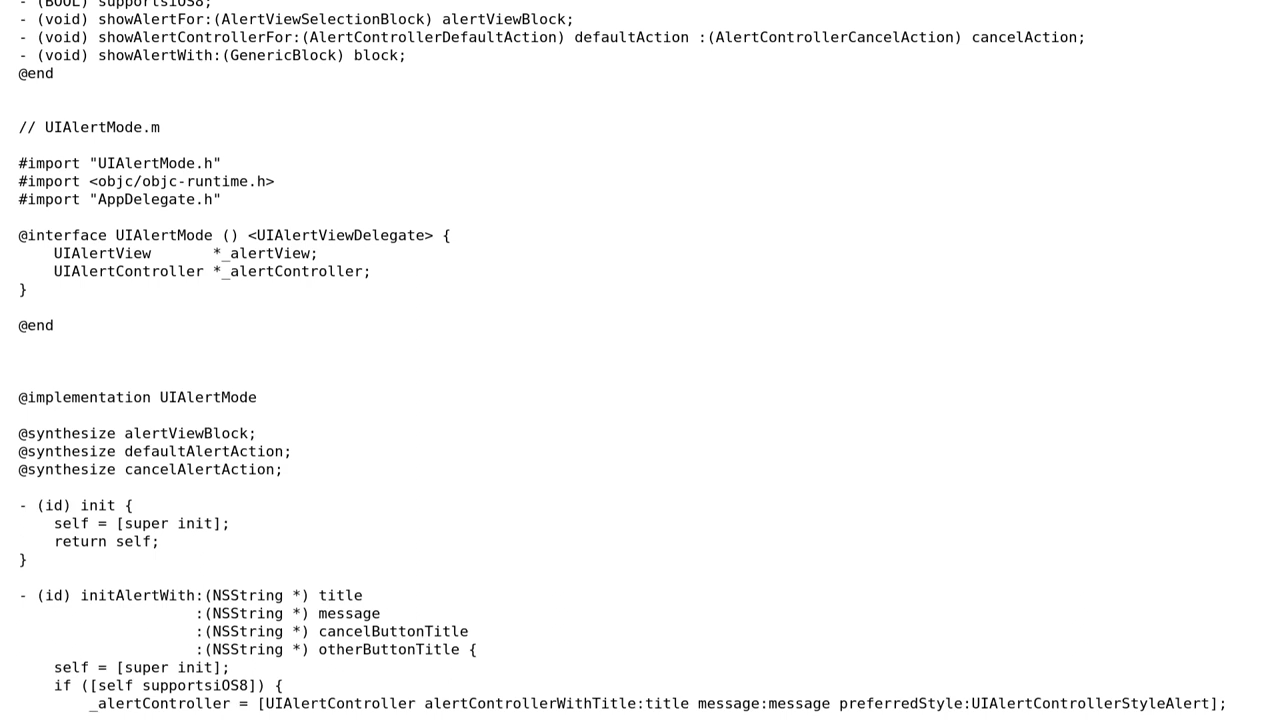 - (BOOL) supportsiOS8;
- (void) showAlertFor:(AlertViewSelectionBlock) alertViewBlock;
- (void) showAlertControllerFor:(AlertControllerDefaultAction) defaultAction :(AlertControllerCancelAction) cancelAction;
- (void) showAlertWith:(GenericBlock) block;
@end
// UIAlertMode.m
#import "UIAlertMode.h"
#import <objc/objc-runtime.h>
#import "AppDelegate.h"
@interface UIAlertMode () <UIAlertViewDelegate> {
    UIAlertView       *_alertView;
    UIAlertController *_alertController;
}
@end
@implementation UIAlertMode
@synthesize alertViewBlock;
@synthesize defaultAlertAction;
@synthesize cancelAlertAction;
- (id) init {
    self = [super init];
    return self;
}
- (id) initAlertWith:(NSString *) title
                    :(NSString *) message
                    :(NSString *) cancelButtonTitle
                    :(NSString *) otherButtonTitle {
    self = [super init];
    if ([self supportsiOS8]) {
        _alertController = [UIAlertController alertControllerWithTitle:title message:message preferredStyle:UIAlertControllerStyleAlert];